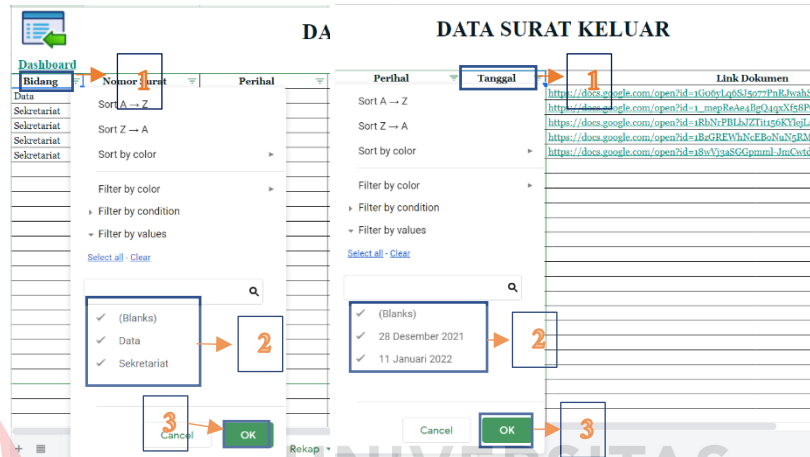 DA
Dashboard
Bidang
Nomor Surat
Perihal
Data
Sekretariat
Sekretariat
Sekretariat
Sekretariat
1
Sort A → Z
Sort Z → A
Sort by color
Filter by color
Filter by condition
Filter by values
Select all - Clear
(Blanks)
Data
Sekretariat
2
3
Cancel
OK
Rekap
DATA SURAT KELUAR
Perihal
Tanggal
1
Link Dokumen
Sort A → Z
Sort Z → A
Sort by color
Filter by color
Filter by condition
Filter by values
Select all - Clear
(Blanks)
28 Desember 2021
11 Januari 2022
2
Cancel
OK
3
UNIVERSITAS